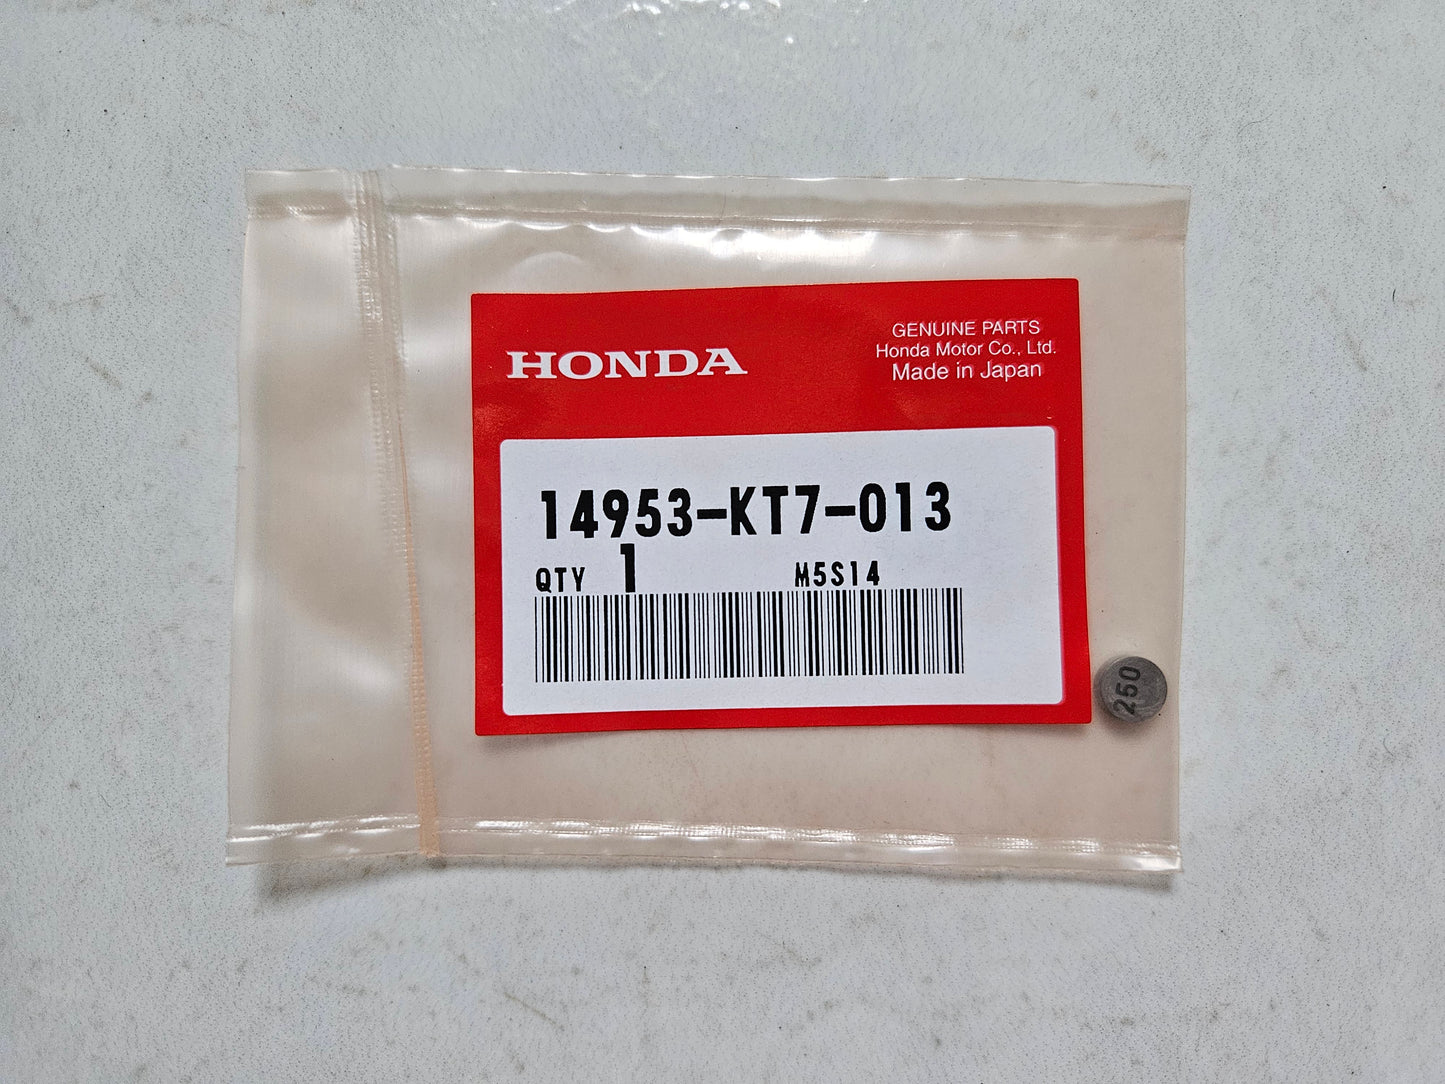 HONDA
GENUINE PARTS
Honda Motor Co., Ltd.
Made in Japan
14953-KT7-013
QTY 1 M5S14
250